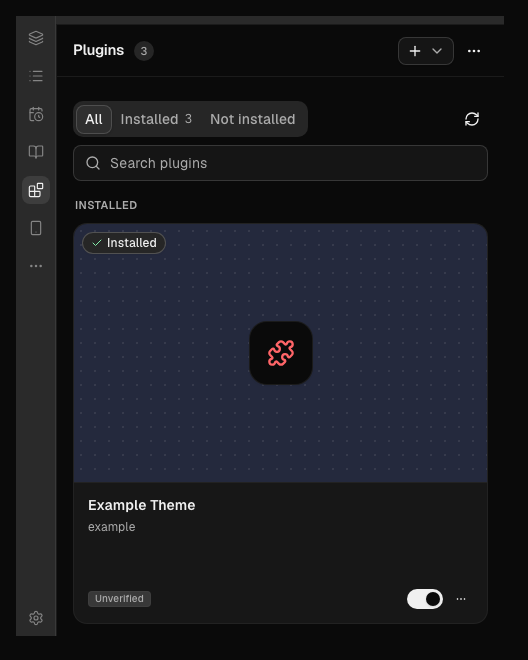 Plugins 3
All Installed 3 Not installed
Search plugins
INSTALLED
Installed
Example Theme
example
Unverified